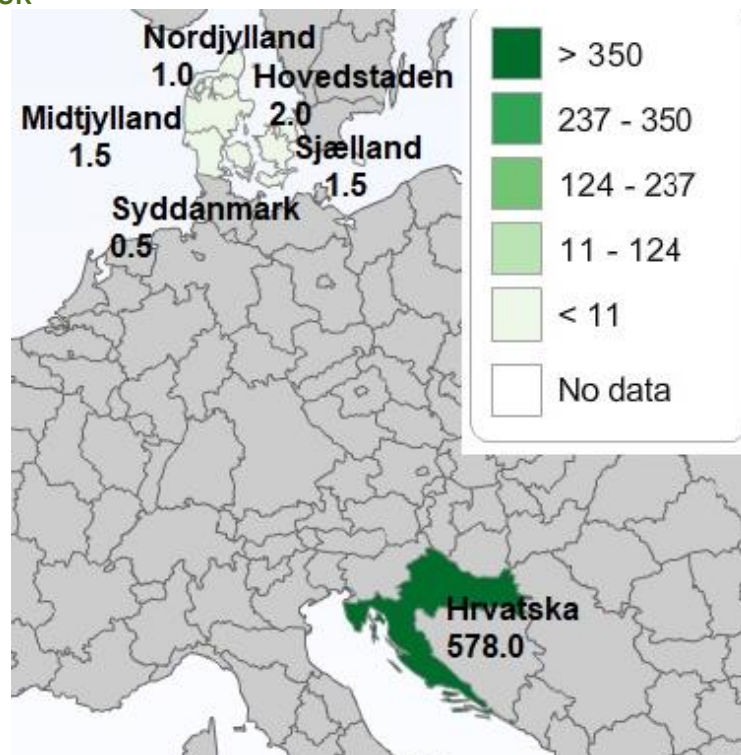 Nordjylland
1.0
Hovedstaden
2.0
Midtjylland
1.5
Sjælland
1.5
Syddanmark
0.5
Hrvatska
578.0
> 350
237 - 350
124 - 237
11 - 124
< 11
No data